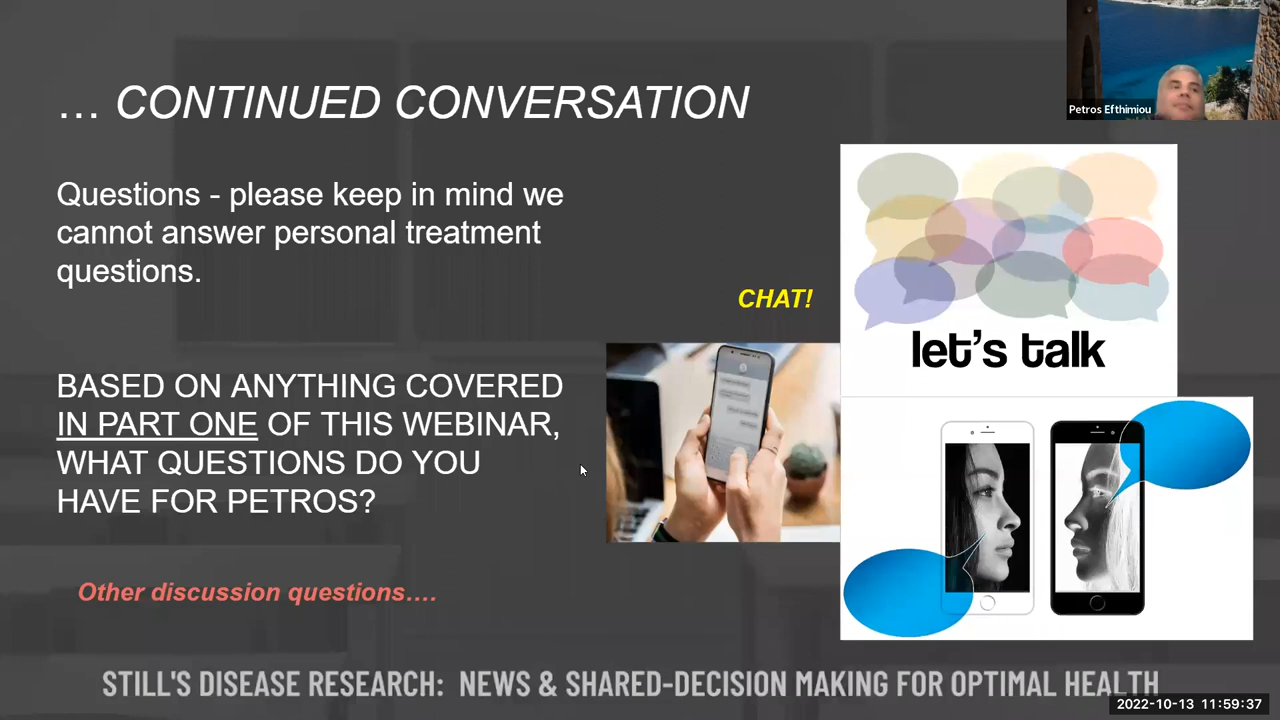 … CONTINUED CONVERSATION
Petros Efthimiou
Questions - please keep in mind we
cannot answer personal treatment
questions.
CHAT!
let's talk
BASED ON ANYTHING COVERED
IN PART ONE OF THIS WEBINAR,
WHAT QUESTIONS DO YOU
HAVE FOR PETROS?
Other discussion questions….
STILL'S DISEASE RESEARCH: NEWS & SHARED-DECISION MAKING FOR OPTIMAL HEALTH
2022-10-13 11:59:37